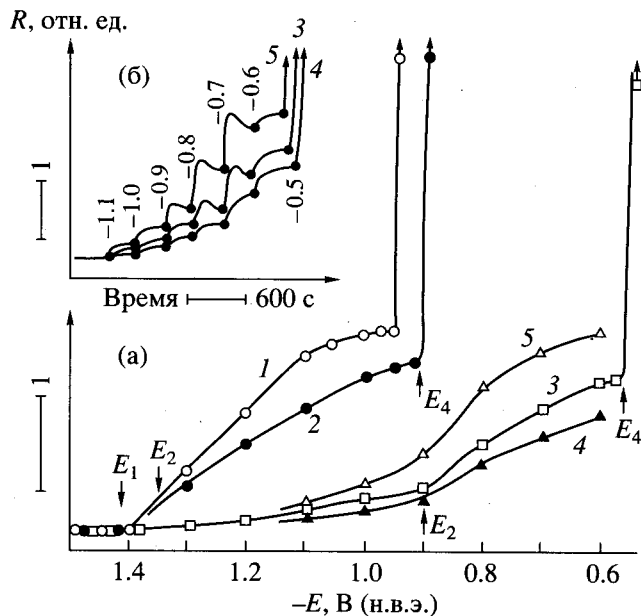 R, отн. ед.
(б)
3
5
4
–1.1
–1.0
–0.9
–0.8
–0.7
–0.6
–0.5
1
Время 600 с
(а)
1
1
2
5
3
4
E₁
E₂
E₄
E₂
E₄
1.4 1.2 1.0 0.8 0.6
–E, В (н.в.э.)